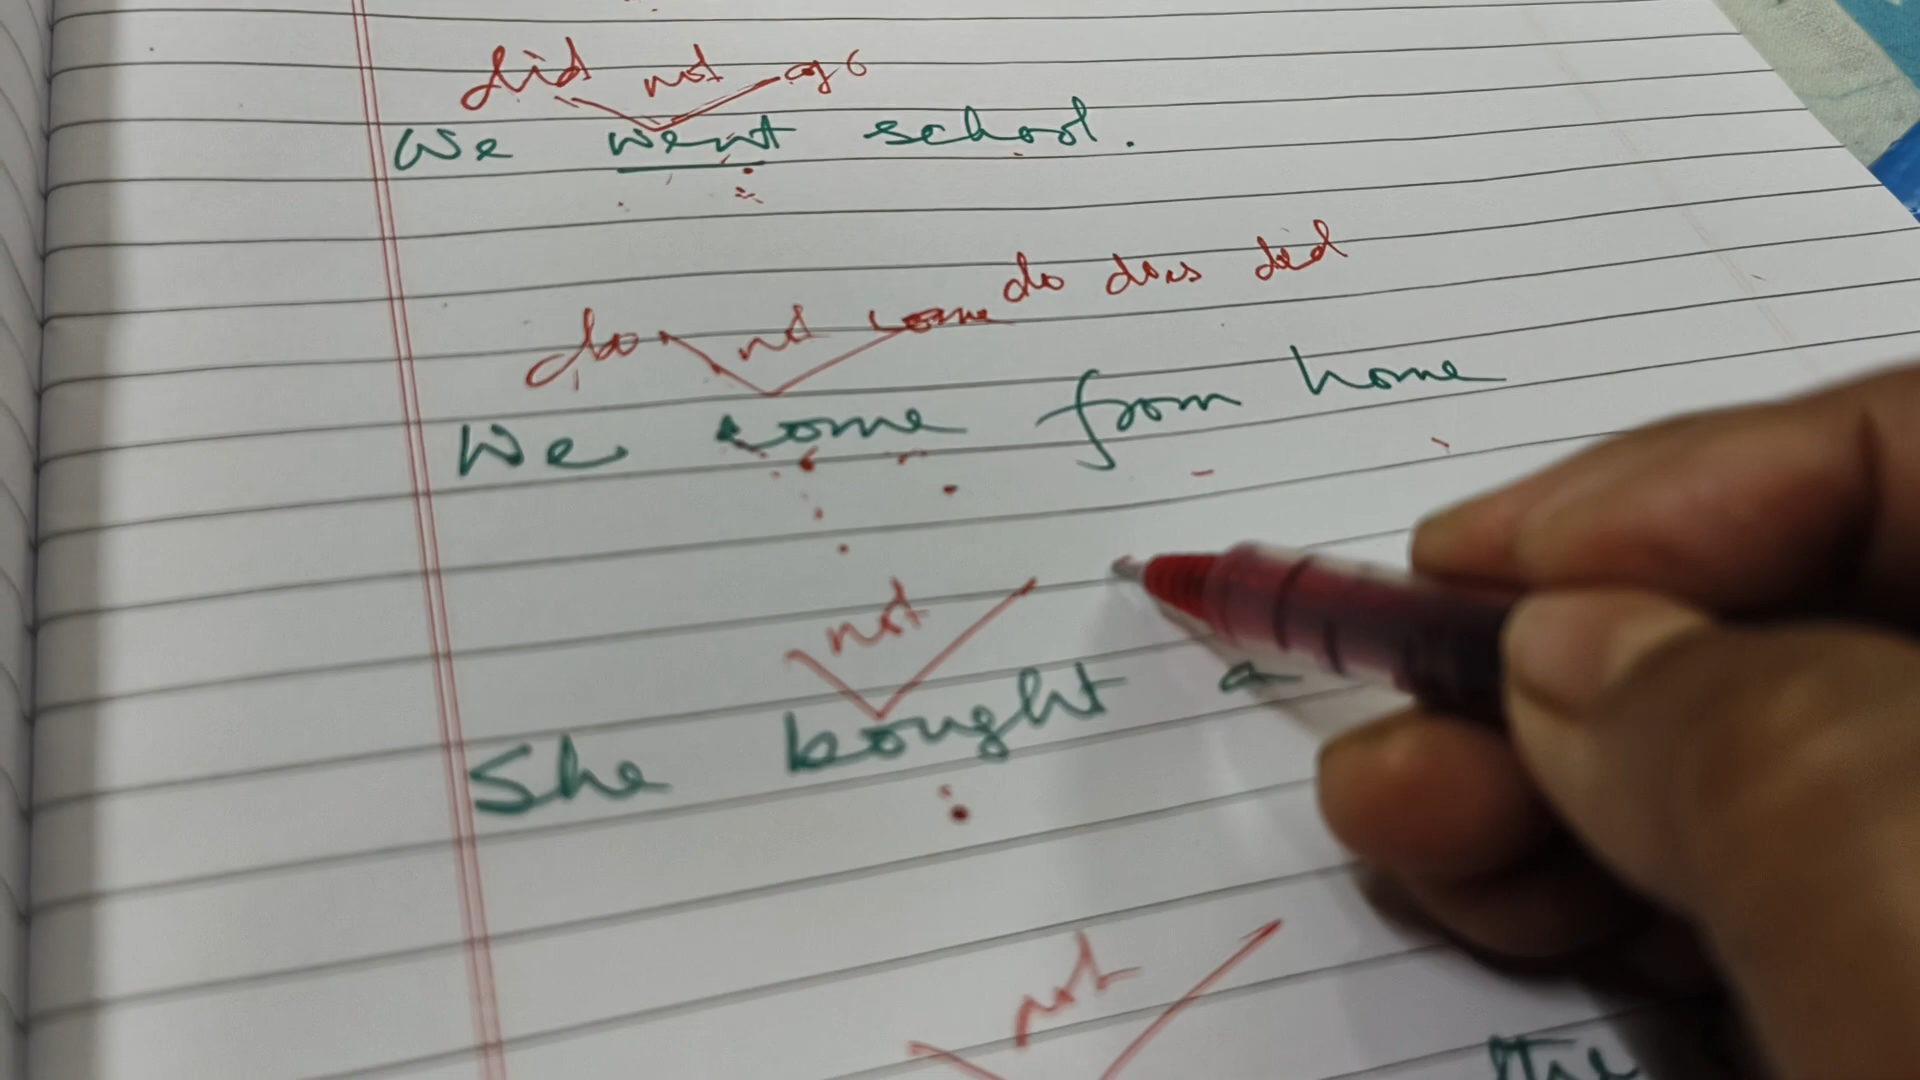 did not go
We went school.
do does did
do not come
We come from home
not
She bought a
not
the